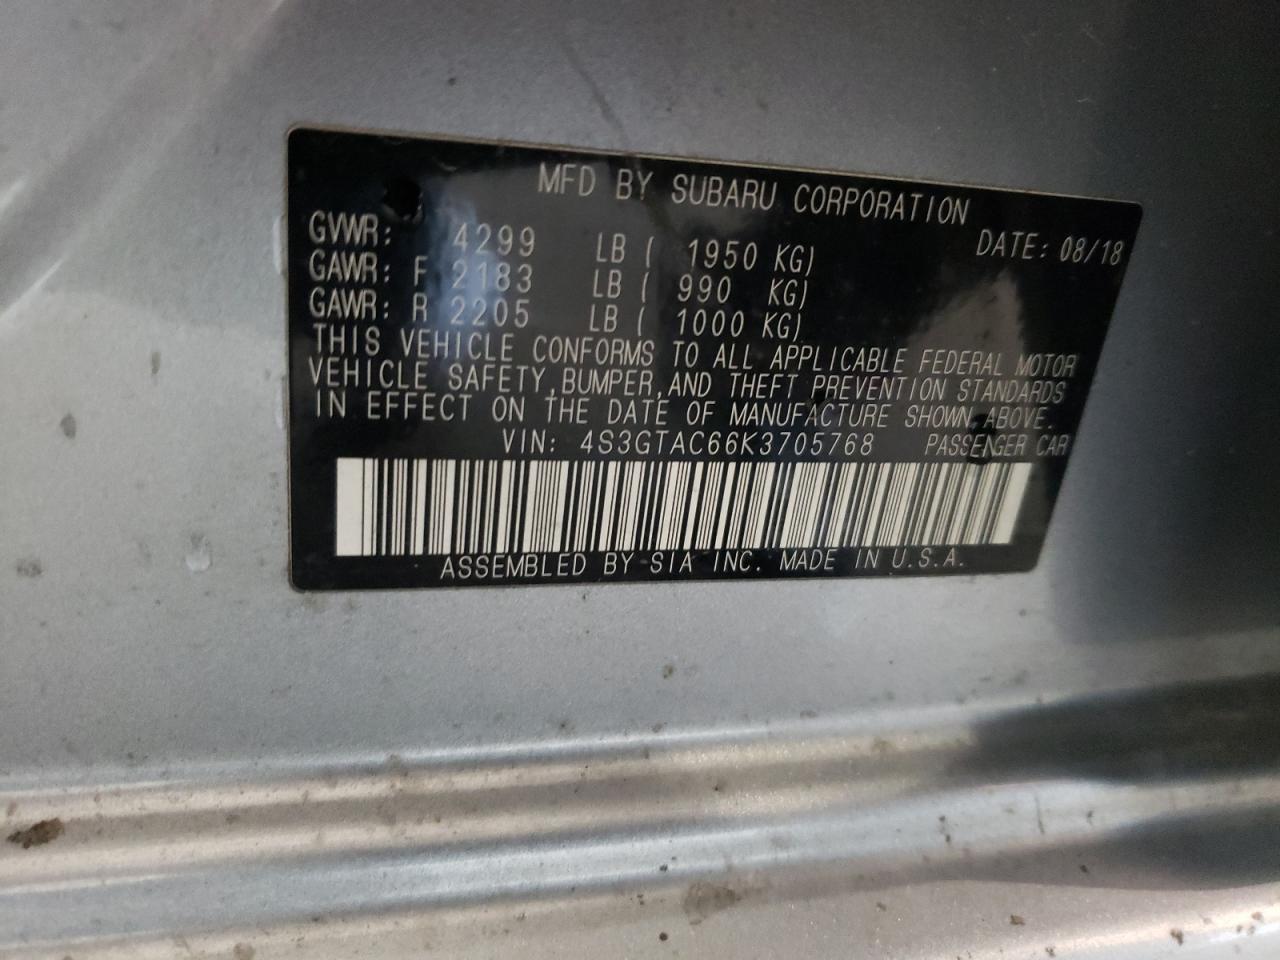 MFD BY SUBARU CORPORATION
DATE: 08/18
GVWR: 4299 LB ( 1950 KG)
GAWR: F 2183 LB ( 990 KG)
GAWR: R 2205 LB ( 1000 KG)
THIS VEHICLE CONFORMS TO ALL APPLICABLE FEDERAL MOTOR
VEHICLE SAFETY, BUMPER, AND THEFT PREVENTION STANDARDS
IN EFFECT ON THE DATE OF MANUFACTURE SHOWN ABOVE.
VIN: 4S3GTAC66K3705768 PASSENGER CAR
ASSEMBLED BY SIA INC. MADE IN U.S.A.